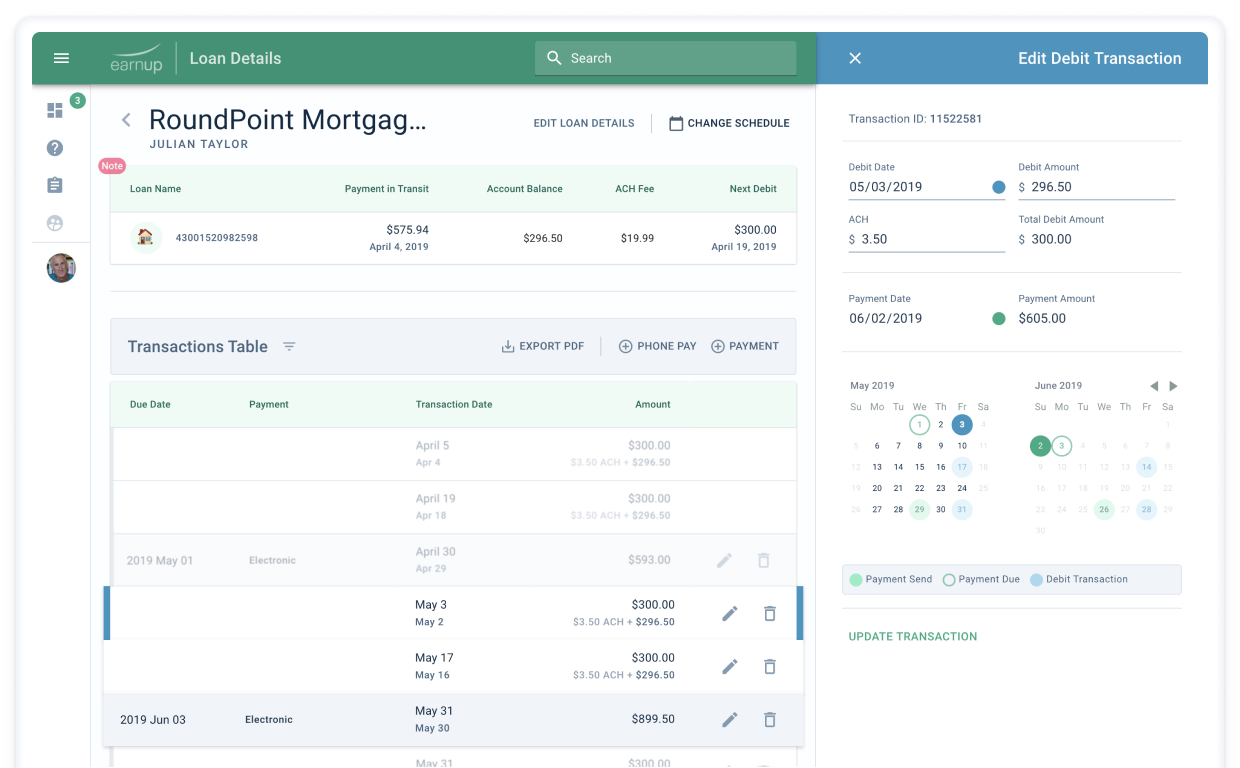 earnup
Loan Details
Search
Edit Debit Transaction
3
RoundPoint Mortgag...
JULIAN TAYLOR
EDIT LOAN DETAILS
CHANGE SCHEDULE
Note
Loan Name Payment in Transit Account Balance ACH Fee Next Debit
43001520982598 $575.94 April 4, 2019 $296.50 $19.99 $300.00 April 19, 2019
Transactions Table
EXPORT PDF PHONE PAY PAYMENT
Due Date Payment Transaction Date Amount
April 5 $300.00
Apr 4 $3.50 ACH + $296.50
April 19 $300.00
Apr 18 $3.50 ACH + $296.50
2019 May 01 Electronic April 30 $593.00
Apr 29
May 3 $300.00
May 2 $3.50 ACH + $296.50
May 17 $300.00
May 16 $3.50 ACH + $296.50
2019 Jun 03 Electronic May 31 $899.50
May 30
May 31 $300.00
Transaction ID: 11522581
Debit Date Debit Amount
05/03/2019 $ 296.50
ACH Total Debit Amount
$ 3.50 $ 300.00
Payment Date Payment Amount
06/02/2019 $605.00
May 2019
Su Mo Tu We Th Fr Sa
1 2 3 4
5 6 7 8 9 10 11
12 13 14 15 16 17 18
19 20 21 22 23 24 25
26 27 28 29 30 31
June 2019
Su Mo Tu We Th Fr Sa
1
2 3 4 5 6 7 8
9 10 11 12 13 14 15
16 17 18 19 20 21 22
23 24 25 26 27 28 29
30
Payment Send Payment Due Debit Transaction
UPDATE TRANSACTION